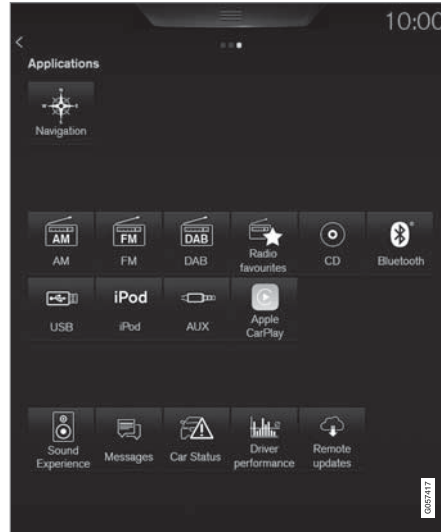 10:00
Applications
N
W E
S
Navigation
AM FM DAB
AM FM DAB Radio favourites CD Bluetooth
iPod
USB iPod AUX Apple CarPlay
Sound Experience Messages Car Status Driver performance Remote updates
G057417